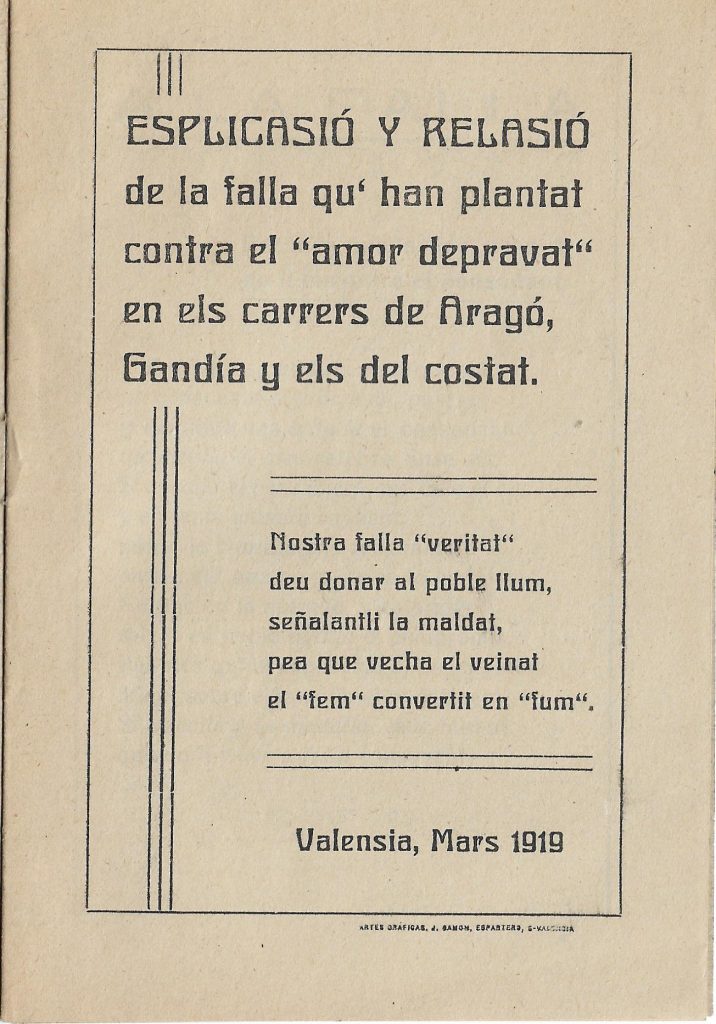 ESPLICASIÓ Y RELASIÓ
de la falla qu‘ han plantat
contra el “amor depravat“
en els carrers de Aragó,
Gandía y els del costat.
Nostra falla “veritat“
deu donar al poble llum,
señalantli la maldat,
pea que vecha el veinat
el “fem“ convertit en “fum“.
Valensia, Mars 1919
ARTES GRÁFICAS, J. GAMÓN, ESPARTERO, 5-VALENCIA